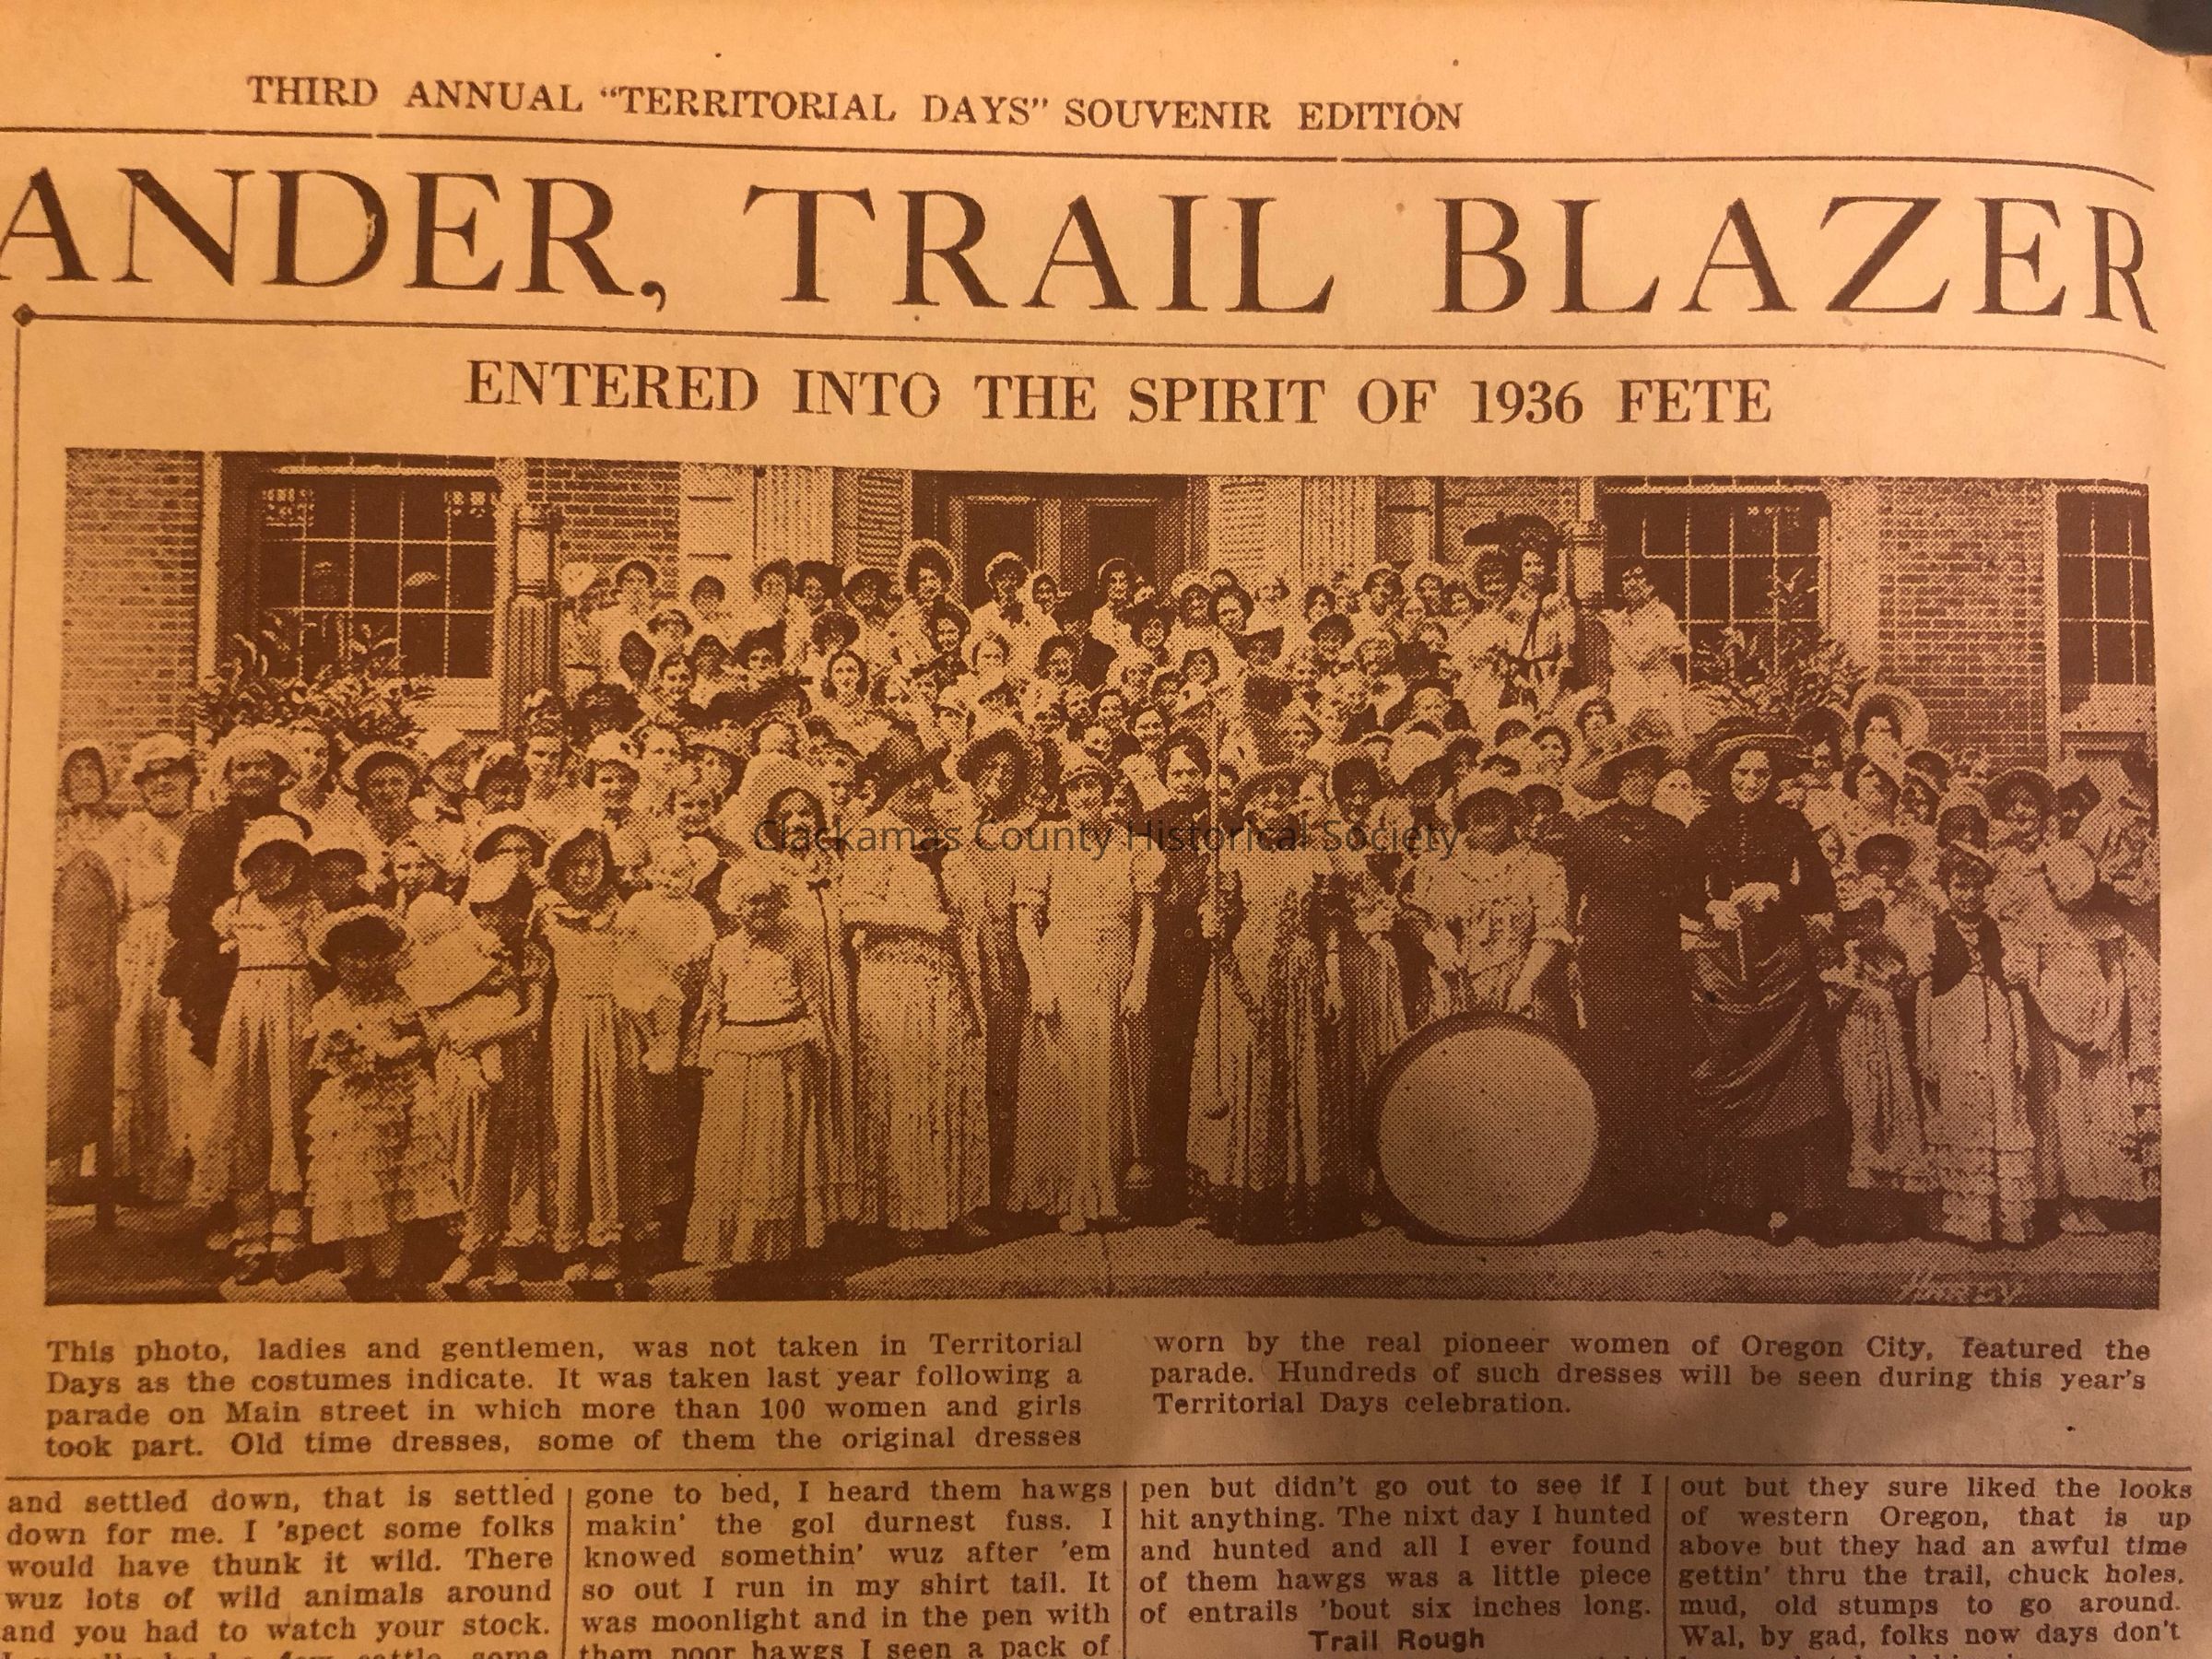 THIRD ANNUAL "TERRITORIAL DAYS" SOUVENIR EDITION
ANDER, TRAIL BLAZER
ENTERED INTO THE SPIRIT OF 1936 FETE
Clackamas County Historical Society
This photo, ladies and gentlemen, was not taken in Territorial
Days as the costumes indicate. It was taken last year following a
parade on Main street in which more than 100 women and girls
took part. Old time dresses, some of them the original dresses
worn by the real pioneer women of Oregon City, featured the
parade. Hundreds of such dresses will be seen during this year's
Territorial Days celebration.
and settled down, that is settled
down for me. I 'spect some folks
would have thunk it wild. There
wuz lots of wild animals around
and you had to watch your stock.
gone to bed, I heard them hawgs
makin' the gol durnest fuss. I
knowed somethin' wuz after 'em
so out I run in my shirt tail. It
was moonlight and in the pen with
them poor hawgs I seen a pack of
pen but didn't go out to see if I
hit anything. The nixt day I hunted
and hunted and all I ever found
of them hawgs was a little piece
of entrails 'bout six inches long.
Trail Rough
out but they sure liked the looks
of western Oregon, that is up
above but they had an awful time
gettin' thru the trail, chuck holes,
mud, old stumps to go around.
Wal, by gad, folks now days don't